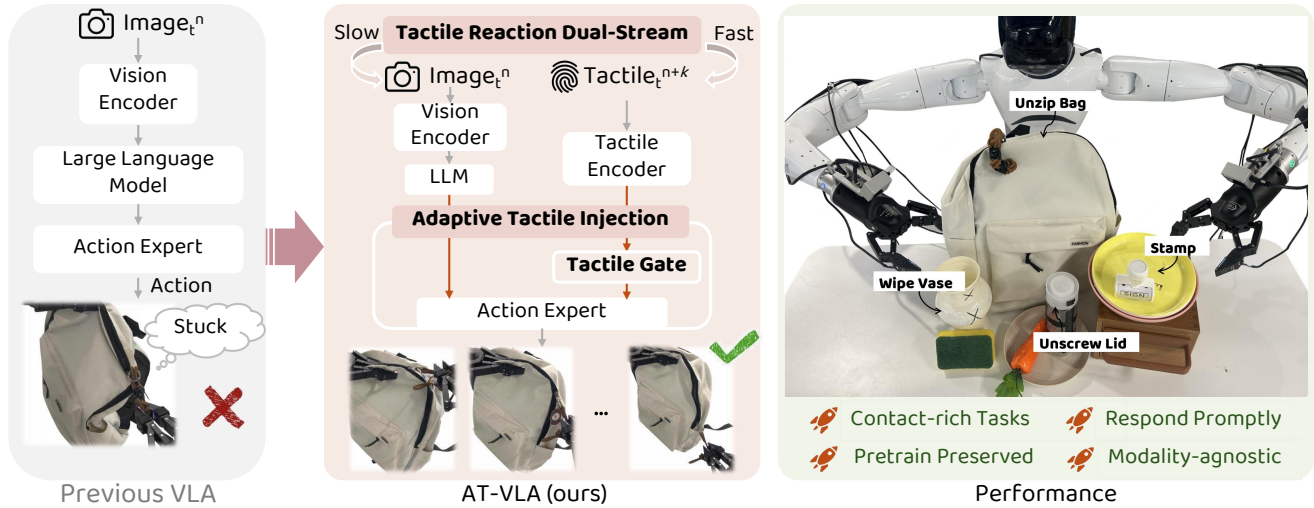 Image_t^n
Vision
Encoder
Large Language
Model
Action Expert
Action
Stuck
Previous VLA
Slow
Tactile Reaction Dual-Stream
Fast
Image_t^n
Tactile_t^n+k
Vision
Encoder
LLM
Tactile
Encoder
Adaptive Tactile Injection
Tactile Gate
Action Expert
...
AT-VLA (ours)
Unzip Bag
Stamp
SIGN
Wipe Vase
Unscrew Lid
Contact-rich Tasks
Respond Promptly
Pretrain Preserved
Modality-agnostic
Performance